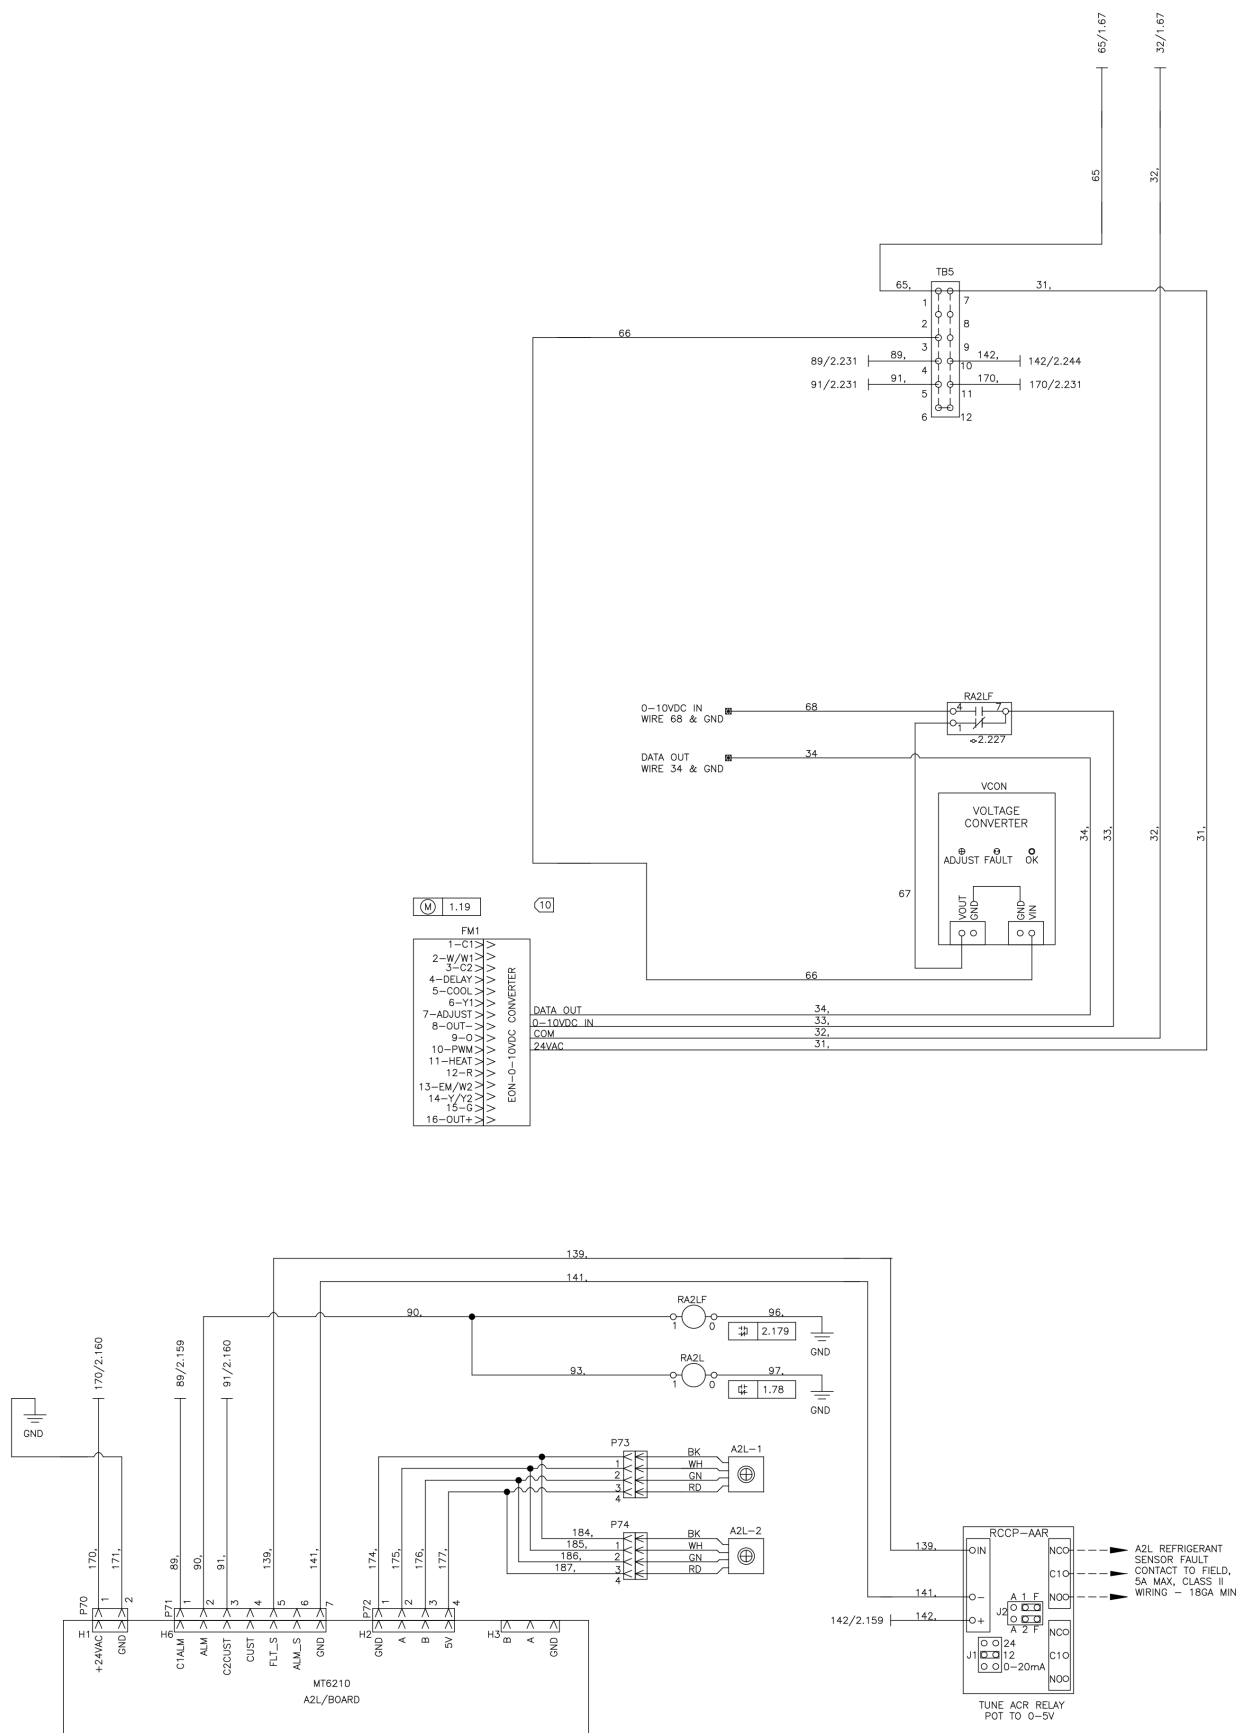 65/1.67
32/1.67
65
32,
TB5
65,
31,
1
7
2
8
66
3
9
89/2.231
89,
142,
142/2.244
4
10
91/2.231
91,
170,
170/2.231
5
11
6
12
RA2LF
0-10VDC IN
WIRE 68 & GND
68
4
7
1
2.227
DATA OUT
WIRE 34 & GND
34
VCON
VOLTAGE
CONVERTER
ADJUST FAULT OK
VOUT
GND
GND
VIN
34,
33,
32,
31,
67
66
M 1.19
10
FM1
1-C1
2-W/W1
3-C2
4-DELAY
5-COOL
6-Y1
7-ADJUST
8-OUT-
9-O
10-PWM
11-HEAT
12-R
13-EM/W2
14-Y/Y2
15-G
16-OUT+
EON-0-10VDC CONVERTER
DATA OUT 34,
0-10VDC IN 33,
COM 32,
24VAC 31,
139,
141,
90,
RA2LF
1
0
96,
2.179
GND
93,
RA2L
1
0
97,
1.78
GND
170/2.160
89/2.159
91/2.160
GND
P73
1
2
3
4
BK
WH
GN
RD
A2L-1
P74
184,
185,
186,
187,
1
2
3
4
BK
WH
GN
RD
A2L-2
170,
171,
89,
90,
91,
139,
141,
174,
175,
176,
177,
P70
1
2
P71
1
2
3
4
5
6
7
P72
1
2
3
4
H1
+24VAC
GND
H6
C1ALM
ALM
C2CUST
CUST
FLT_S
ALM_S
GND
H2
GND
A
B
5V
H3
B
A
GND
MT6210
A2L/BOARD
RCCP-AAR
139,
IN
141,
-
142/2.159
142,
+
NC
C1
NO
A2L REFRIGERANT
SENSOR FAULT
CONTACT TO FIELD,
5A MAX, CLASS II
WIRING - 18GA MIN
A 1 F
J2
A 2 F
NC
C1
NO
24
J1
12
0-20mA
TUNE ACR RELAY
POT TO 0-5V